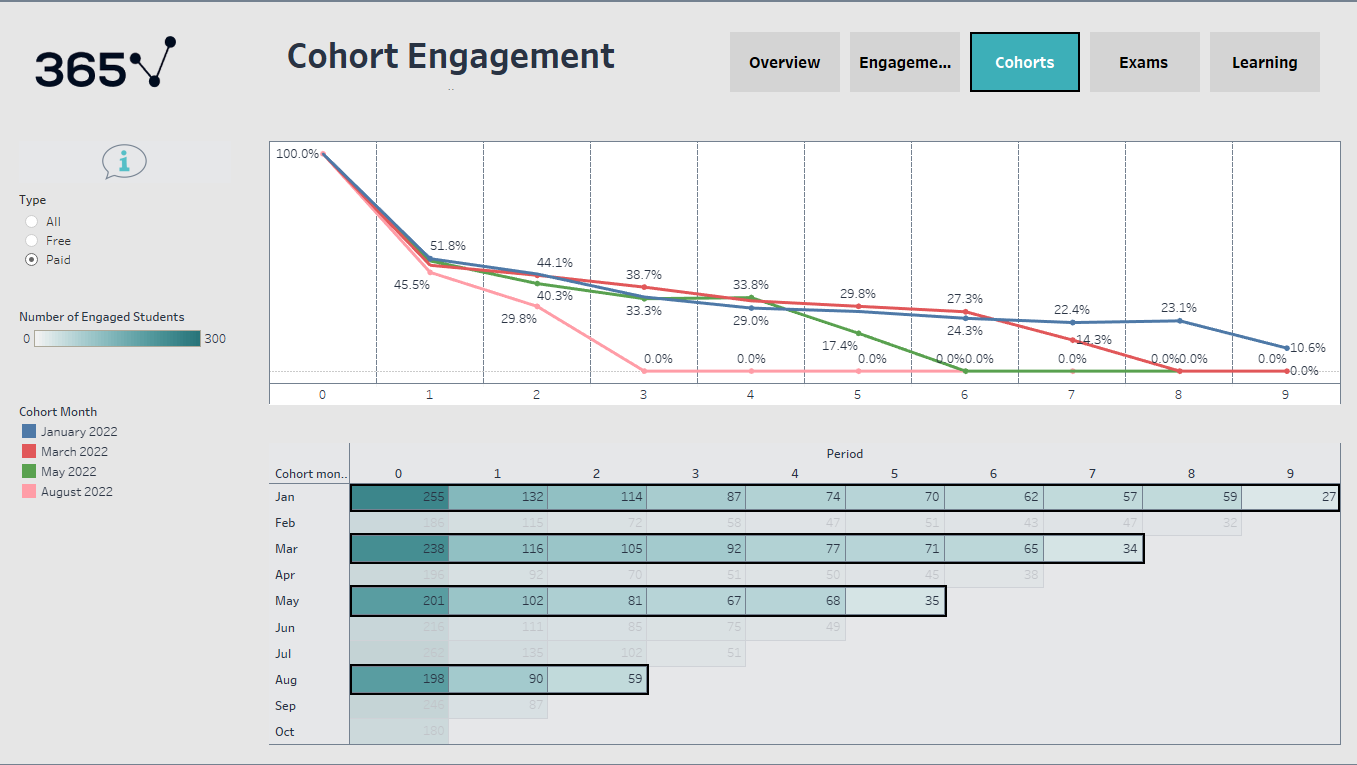 365
Cohort Engagement
Overview
Engageme...
Cohorts
Exams
Learning
i
Type
All
Free
Paid
Number of Engaged Students
0 300
Cohort Month
January 2022
March 2022
May 2022
August 2022
100.0%
51.8%
45.5%
44.1%
40.3%
29.8%
38.7%
33.3%
0.0%
33.8%
29.0%
0.0%
29.8%
17.4%
0.0%
27.3%
24.3%
0.0%0.0%
22.4%
14.3%
0.0%
23.1%
0.0%0.0%
10.6%
0.0%
0.0%
0 1 2 3 4 5 6 7 8 9
Period
Cohort mon.. 0 1 2 3 4 5 6 7 8 9
Jan 255 132 114 87 74 70 62 57 59 27
Feb 186 115 72 58 47 51 43 47 32
Mar 238 116 105 92 77 71 65 34
Apr 196 92 70 51 50 45 38
May 201 102 81 67 68 35
Jun 216 111 85 75 49
Jul 262 135 102 51
Aug 198 90 59
Sep 246 87
Oct 180